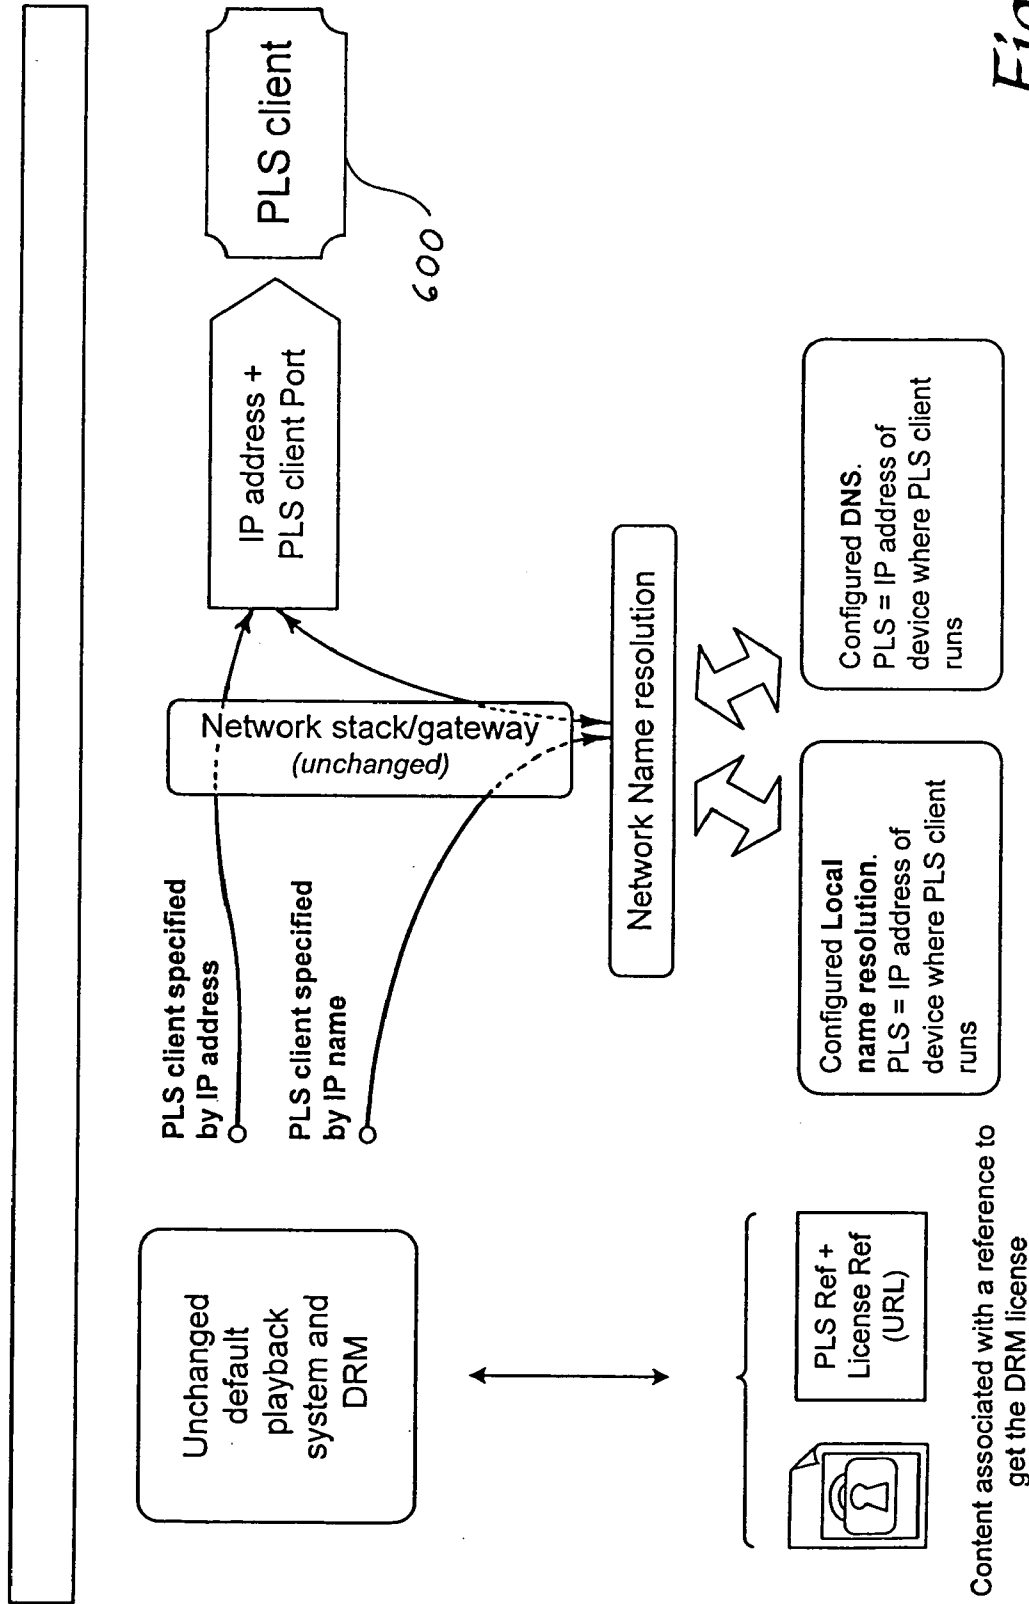 Unchanged
default
playback
system and
DRM
PLS client specified
by IP address
PLS client specified
by IP name
Network stack/gateway
(unchanged)
IP address +
PLS client Port
PLS client
600
Network Name resolution
PLS Ref +
License Ref
(URL)
Content associated with a reference to
get the DRM license
Configured Local
name resolution.
PLS = IP address of
device where PLS client
runs
Configured DNS.
PLS = IP address of
device where PLS client
runs